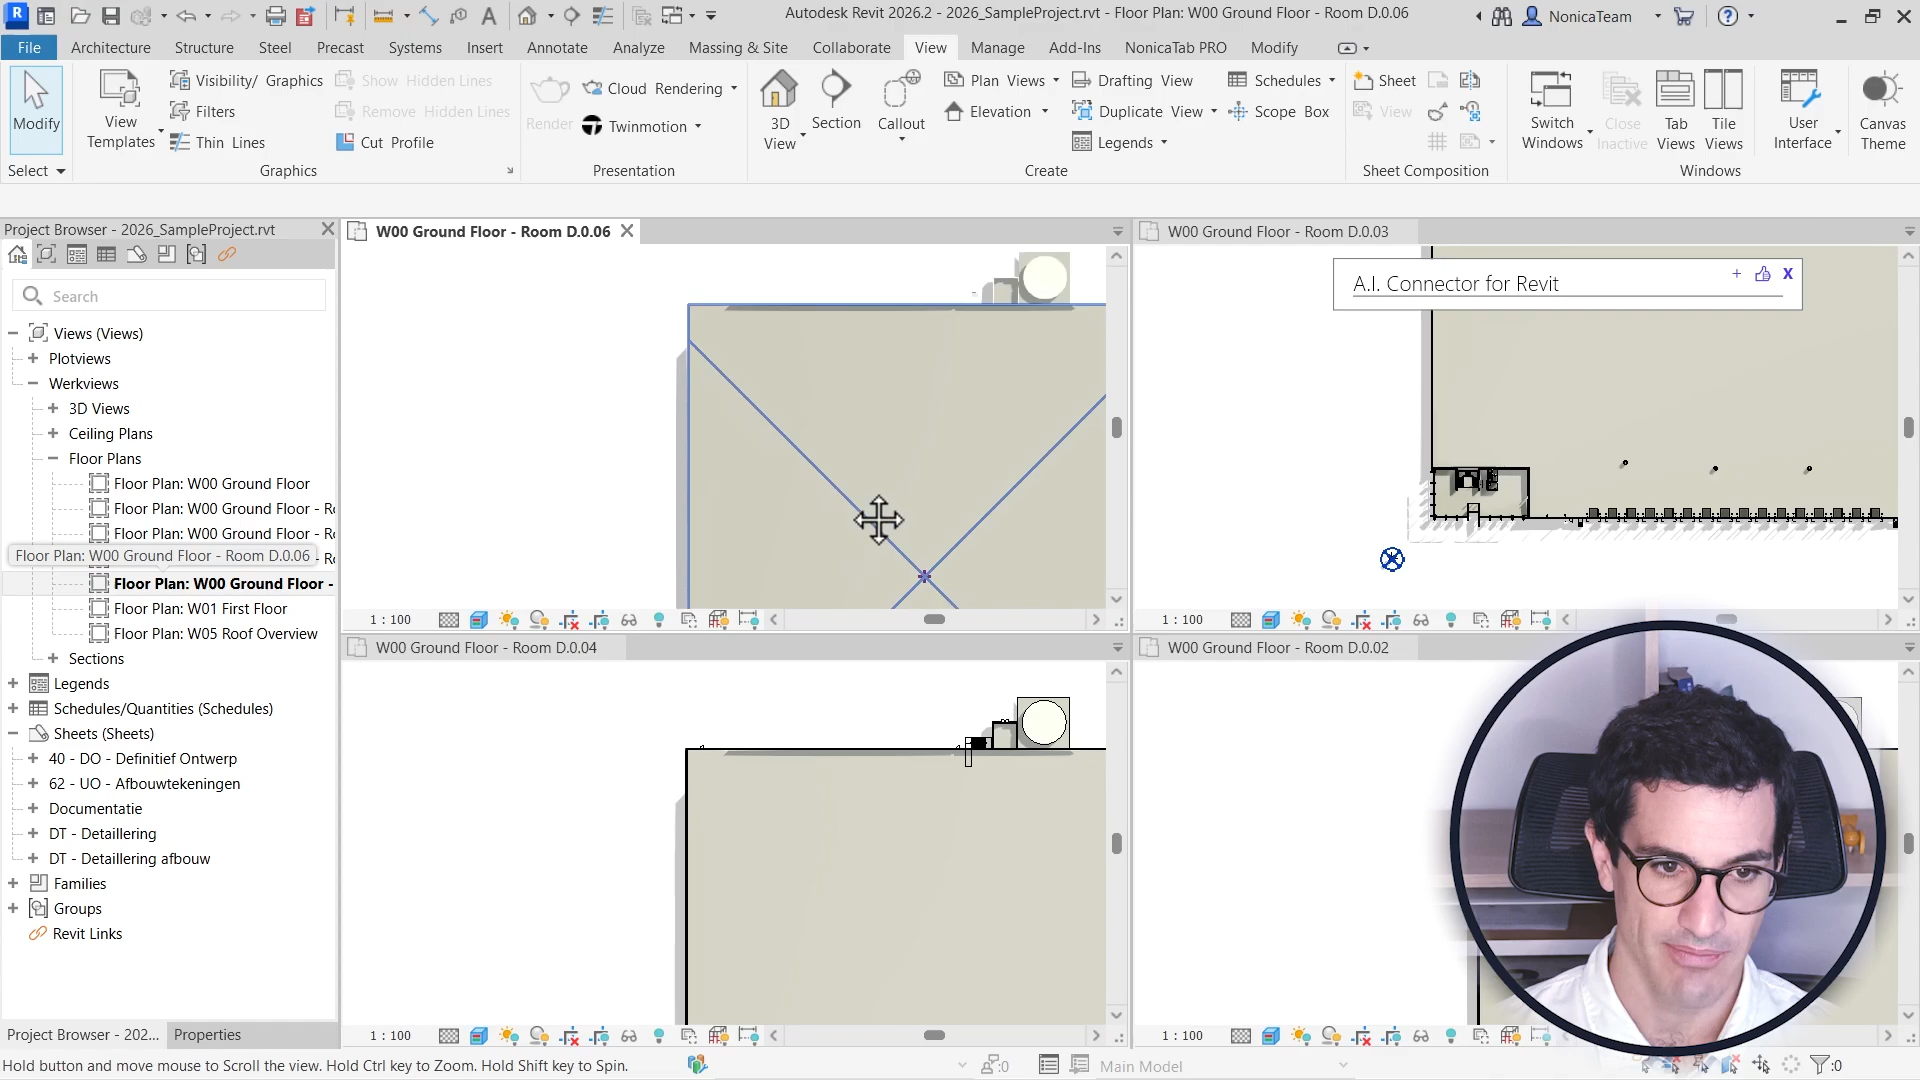 Autodesk Revit 2026.2 - 2026_SampleProject.rvt - Floor Plan: W00 Ground Floor - Room D.0.06
NonicaTeam
File Architecture Structure Steel Precast Systems Insert Annotate Analyze Massing & Site Collaborate View Manage Add-Ins NonicaTab PRO Modify
Modify
View Templates
Visibility/ Graphics
Filters
Thin Lines
Show Hidden Lines
Remove Hidden Lines
Cut Profile
Render
Cloud Rendering
Twinmotion
3D View
Section
Callout
Plan Views
Elevation
Drafting View
Duplicate View
Legends
Schedules
Scope Box
Sheet
View
Switch Windows
Close Inactive
Tab Views
Tile Views
User Interface
Canvas Theme
Select Graphics Presentation Create Sheet Composition Windows
Project Browser - 2026_SampleProject.rvt
Search
Views (Views)
Plotviews
Werkviews
3D Views
Ceiling Plans
Floor Plans
Floor Plan: W00 Ground Floor
Floor Plan: W00 Ground Floor - Ro
Floor Plan: W00 Ground Floor - Ro
Floor Plan: W00 Ground Floor - Room D.0.06
Floor Plan: W00 Ground Floor -
Floor Plan: W01 First Floor
Floor Plan: W05 Roof Overview
Sections
Legends
Schedules/Quantities (Schedules)
Sheets (Sheets)
40 - DO - Definitief Ontwerp
62 - UO - Afbouwtekeningen
Documentatie
DT - Detaillering
DT - Detaillering afbouw
Families
Groups
Revit Links
Project Browser - 202... Properties
W00 Ground Floor - Room D.0.06
1 : 100
W00 Ground Floor - Room D.0.03
A.I. Connector for Revit
+ X
1 : 100
W00 Ground Floor - Room D.0.04
1 : 100
W00 Ground Floor - Room D.0.02
1 : 100
Hold button and move mouse to Scroll the view. Hold Ctrl key to Zoom. Hold Shift key to Spin.
:0
Main Model
:0